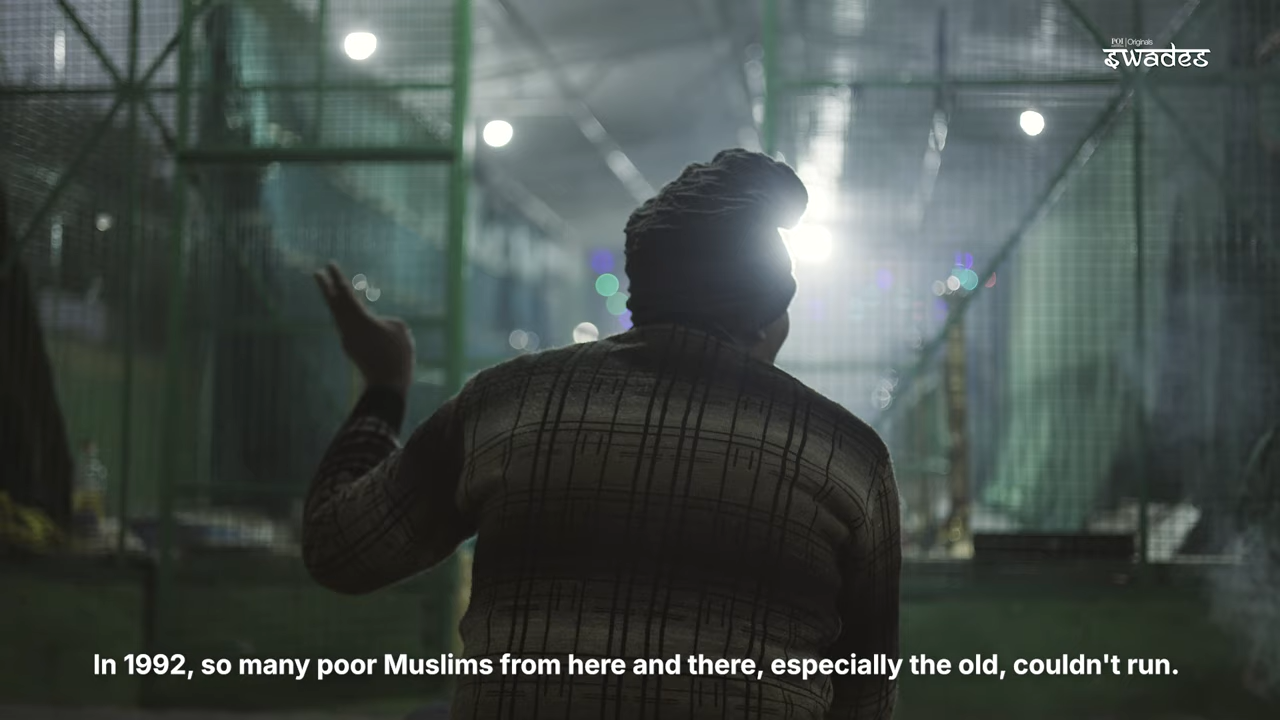 POI | Originals
swades
In 1992, so many poor Muslims from here and there, especially the old, couldn't run.